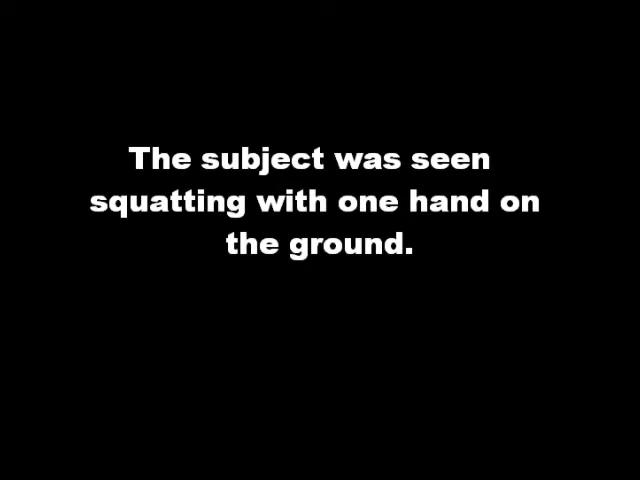 The subject was seen
squatting with one hand on
the ground.